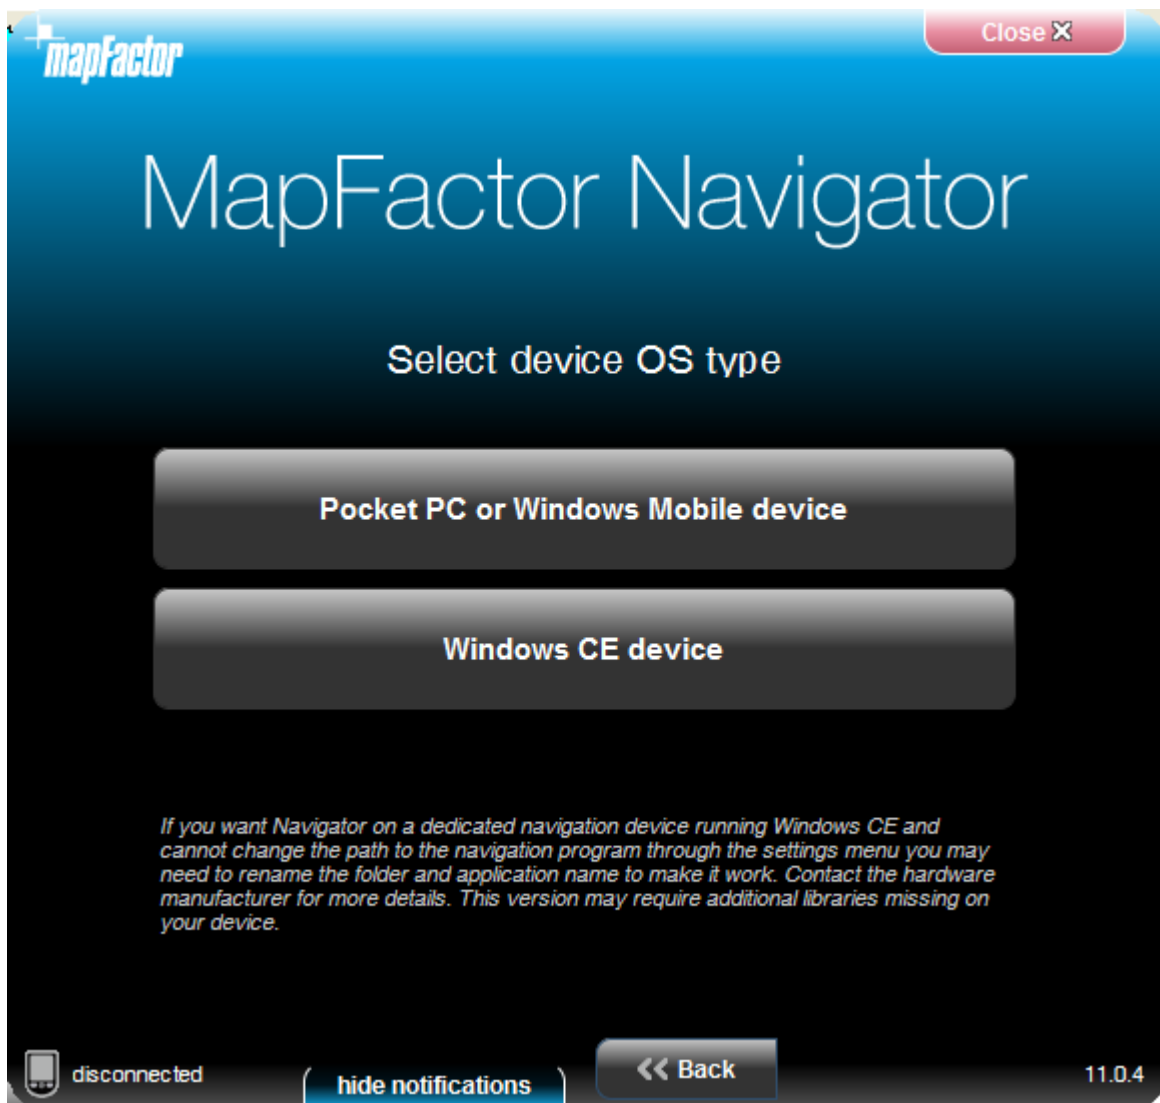 mapFactor
Close
MapFactor Navigator
Select device OS type
Pocket PC or Windows Mobile device
Windows CE device
If you want Navigator on a dedicated navigation device running Windows CE and
cannot change the path to the navigation program through the settings menu you may
need to rename the folder and application name to make it work. Contact the hardware
manufacturer for more details. This version may require additional libraries missing on
your device.
disconnected
hide notifications
Back
11.0.4